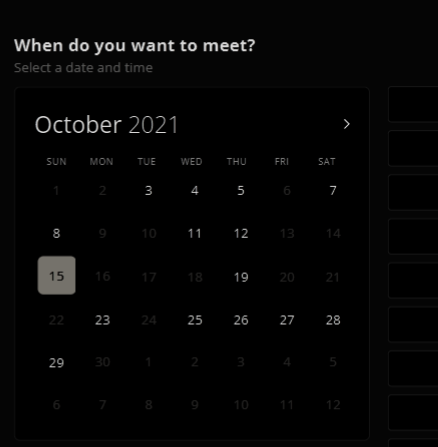 When do you want to meet?
Select a date and time
October 2021
SUN MON TUE WED THU FRI SAT
1 2 3 4 5 6 7
8 9 10 11 12 13 14
15 16 17 18 19 20 21
22 23 24 25 26 27 28
29 30 1 2 3 4 5
6 7 8 9 10 11 12